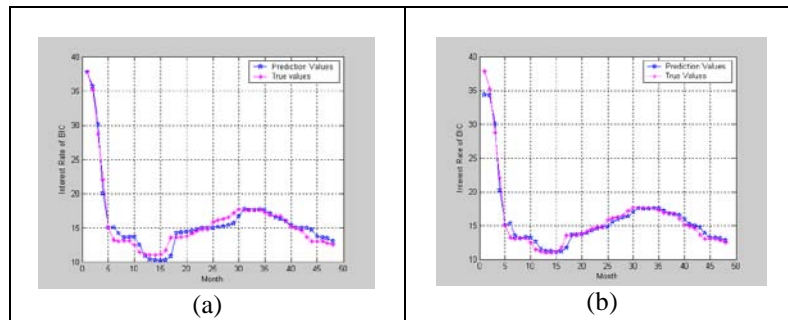 40
35
30
25
20
15
10
0 5 10 15 20 25 30 35 40 45 50
Interest Rate of BIC
Month
Prediction Values
True values
(a)
40
35
30
25
20
15
10
0 5 10 15 20 25 30 35 40 45 50
Interest Rate of BIC
Month
Prediction Values
True Values
(b)